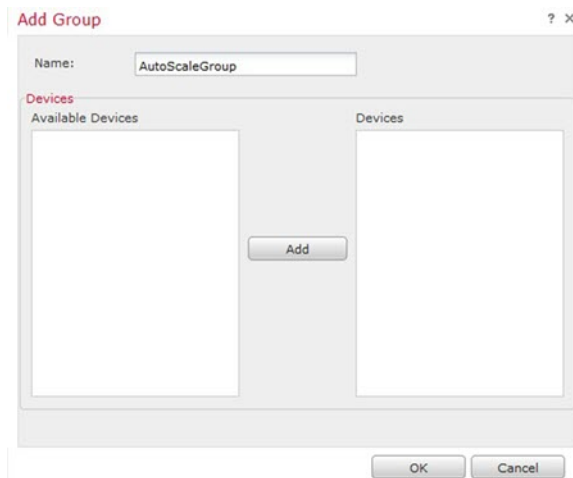 Add Group
? ×
Name:
AutoScaleGroup
Devices
Available Devices
Devices
Add
OK
Cancel